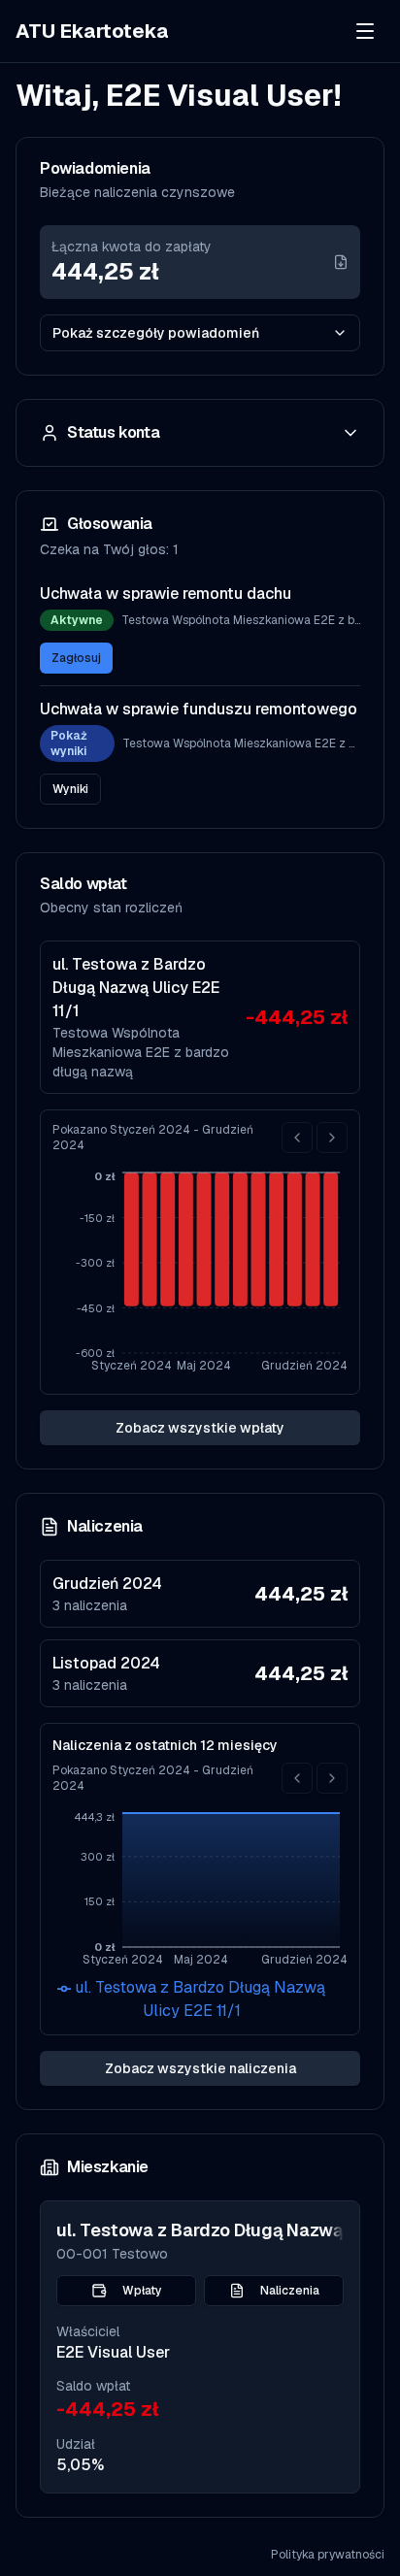 ATU Ekartoteka
Witaj, E2E Visual User!
Powiadomienia
Bieżące naliczenia czynszowe
Łączna kwota do zapłaty
444,25 zł
Pokaż szczegóły powiadomień
Status konta
Głosowania
Czeka na Twój głos: 1
Uchwała w sprawie remontu dachu
Aktywne Testowa Wspólnota Mieszkaniowa E2E z b...
Zagłosuj
Uchwała w sprawie funduszu remontowego
Pokaż
wyniki
Testowa Wspólnota Mieszkaniowa E2E z ...
Wyniki
Saldo wpłat
Obecny stan rozliczeń
ul. Testowa z Bardzo
Długą Nazwą Ulicy E2E
11/1
-444,25 zł
Testowa Wspólnota
Mieszkaniowa E2E z bardzo
długą nazwą
Pokazano Styczeń 2024 - Grudzień
2024
0 zł
-150 zł
-300 zł
-450 zł
-600 zł
Styczeń 2024 Maj 2024 Grudzień 2024
Zobacz wszystkie wpłaty
Naliczenia
Grudzień 2024
3 naliczenia
444,25 zł
Listopad 2024
3 naliczenia
444,25 zł
Naliczenia z ostatnich 12 miesięcy
Pokazano Styczeń 2024 - Grudzień
2024
444,3 zł
300 zł
150 zł
0 zł
Styczeń 2024 Maj 2024 Grudzień 2024
ul. Testowa z Bardzo Długą Nazwą
Ulicy E2E 11/1
Zobacz wszystkie naliczenia
Mieszkanie
ul. Testowa z Bardzo Długą Nazwą
00-001 Testowo
Wpłaty Naliczenia
Właściciel
E2E Visual User
Saldo wpłat
-444,25 zł
Udział
5,05%
Polityka prywatności